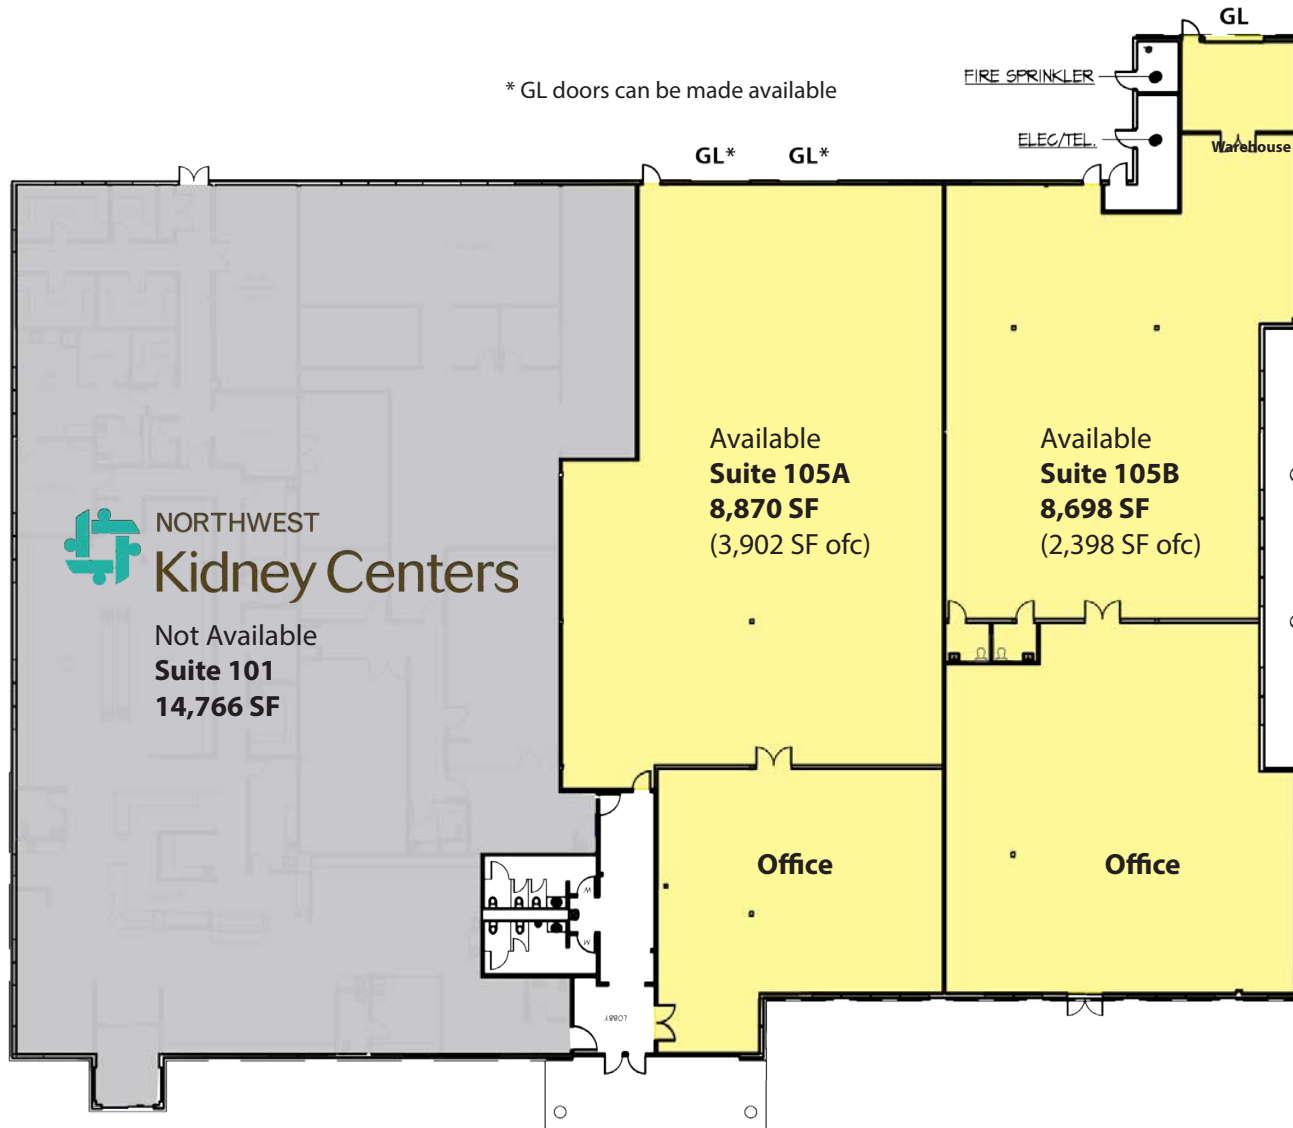 GL
FIRE SPRINKLER
* GL doors can be made available
ELEC/TEL.
Warehouse
GL*
GL*
Available
Suite 105A
8,870 SF
(3,902 SF ofc)
Available
Suite 105B
8,698 SF
(2,398 SF ofc)
NORTHWEST
Kidney Centers
Not Available
Suite 101
14,766 SF
Office
Office
W
M
LOBBY